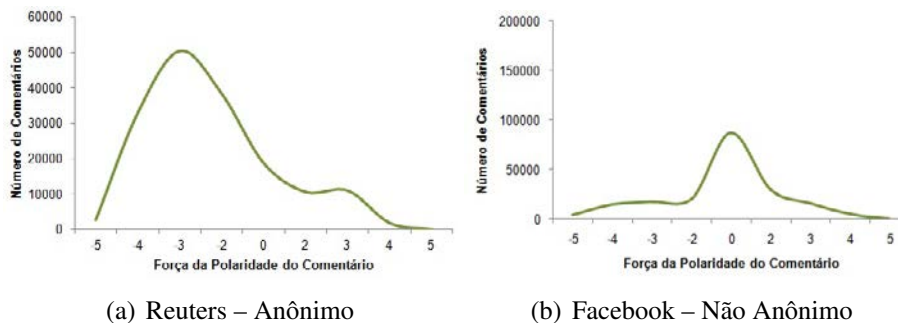 60000
50000
40000
30000
20000
10000
0
Número de Comentários
-5 -4 -3 -2 0 2 3 4 5
Força da Polaridade do Comentário
(a) Reuters – Anônimo
200000
150000
100000
50000
0
Número de Comentários
-5 -4 -3 -2 0 2 3 4 5
Força da Polaridade do Comentário
(b) Facebook – Não Anônimo